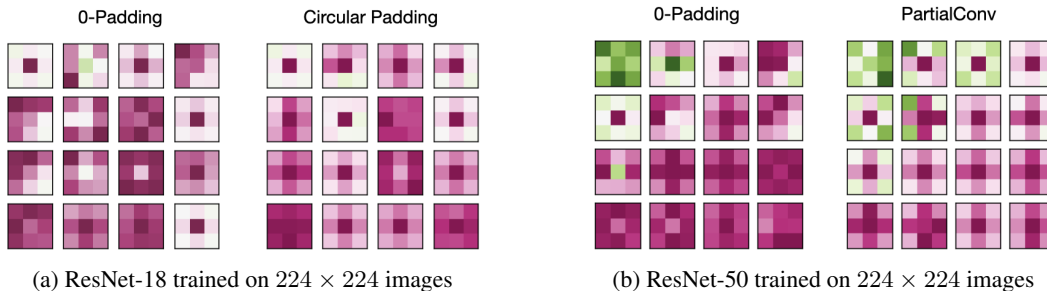 0-Padding
Circular Padding
0-Padding
PartialConv
(a) ResNet-18 trained on 224 × 224 images
(b) ResNet-50 trained on 224 × 224 images